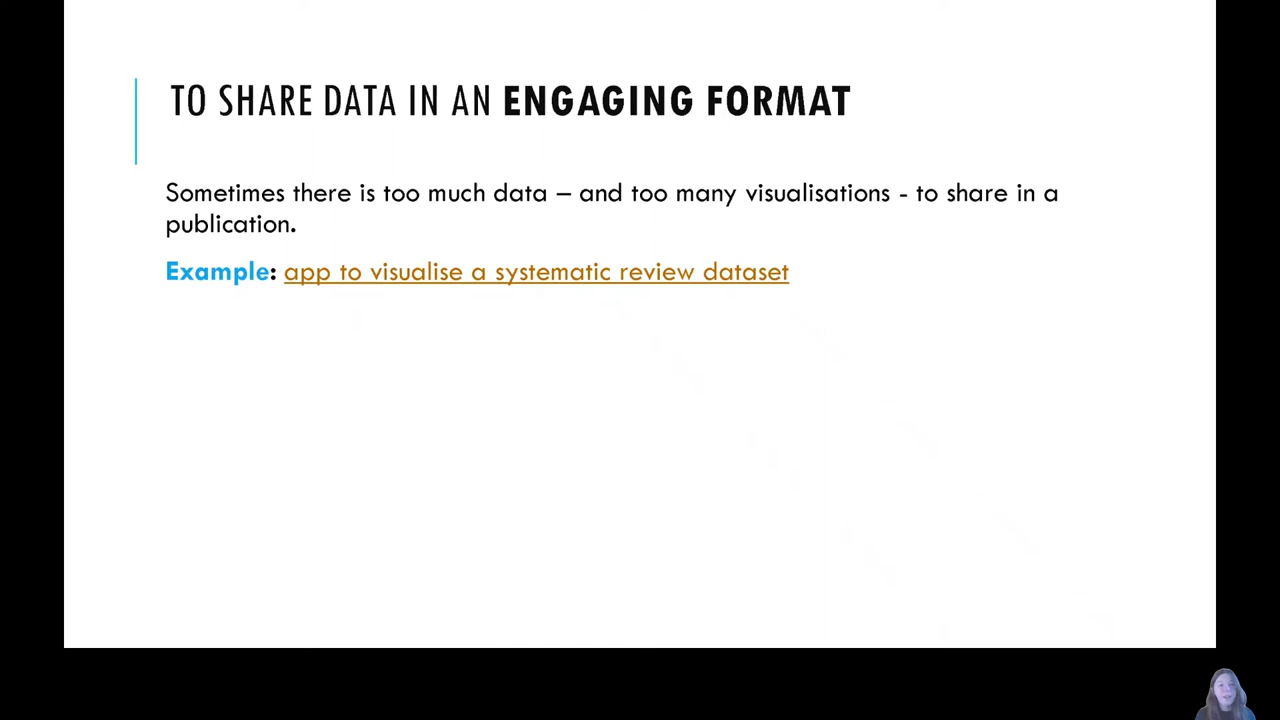 TO SHARE DATA IN AN ENGAGING FORMAT
Sometimes there is too much data – and too many visualisations - to share in a
publication.
Example: app to visualise a systematic review dataset